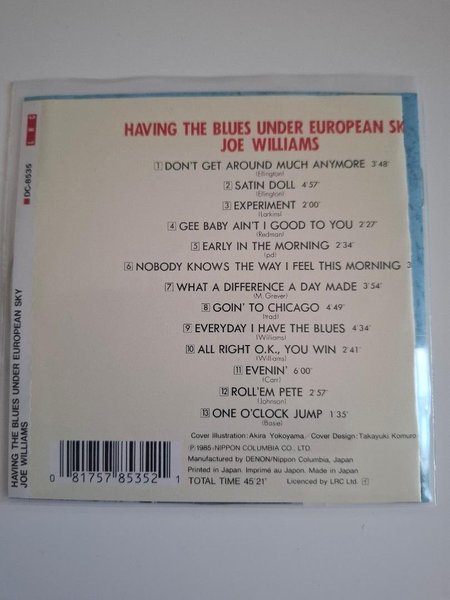 HAVING THE BLUES UNDER EUROPEAN SK
JOE WILLIAMS
1 DON'T GET AROUND MUCH ANYMORE 3'48"
(Ellington)
2 SATIN DOLL 4'57"
(Ellington)
3 EXPERIMENT 2'00"
(Larkins)
4 GEE BABY AIN'T I GOOD TO YOU 2'27"
(Redman)
5 EARLY IN THE MORNING 2'34"
(pd)
6 NOBODY KNOWS THE WAY I FEEL THIS MORNING 3
7 WHAT A DIFFERENCE A DAY MADE 3'54"
(M. Grever)
8 GOIN' TO CHICAGO 4'49"
(trad)
9 EVERYDAY I HAVE THE BLUES 4'34"
(Williams)
10 ALL RIGHT O.K., YOU WIN 2'41"
(Williams)
11 EVENIN' 6'00"
(Carr)
12 ROLL'EM PETE 2'57"
(Johnson)
13 ONE O'CLOCK JUMP 1'35"
(Basie)
Cover Illustration: Akira Yokoyama / Cover Design: Takayuki Komuro
℗ 1985 NIPPON COLUMBIA CO., LTD.
Manufactured by DENON/Nippon Columbia, Japan
Printed in Japan. Imprimé au Japon. Made in Japan
TOTAL TIME 45'21" Licenced by LRC Ltd.
0 81757 85352 1
LRC
DC-8535
HAVING THE BLUES UNDER EUROPEAN SKY
JOE WILLIAMS